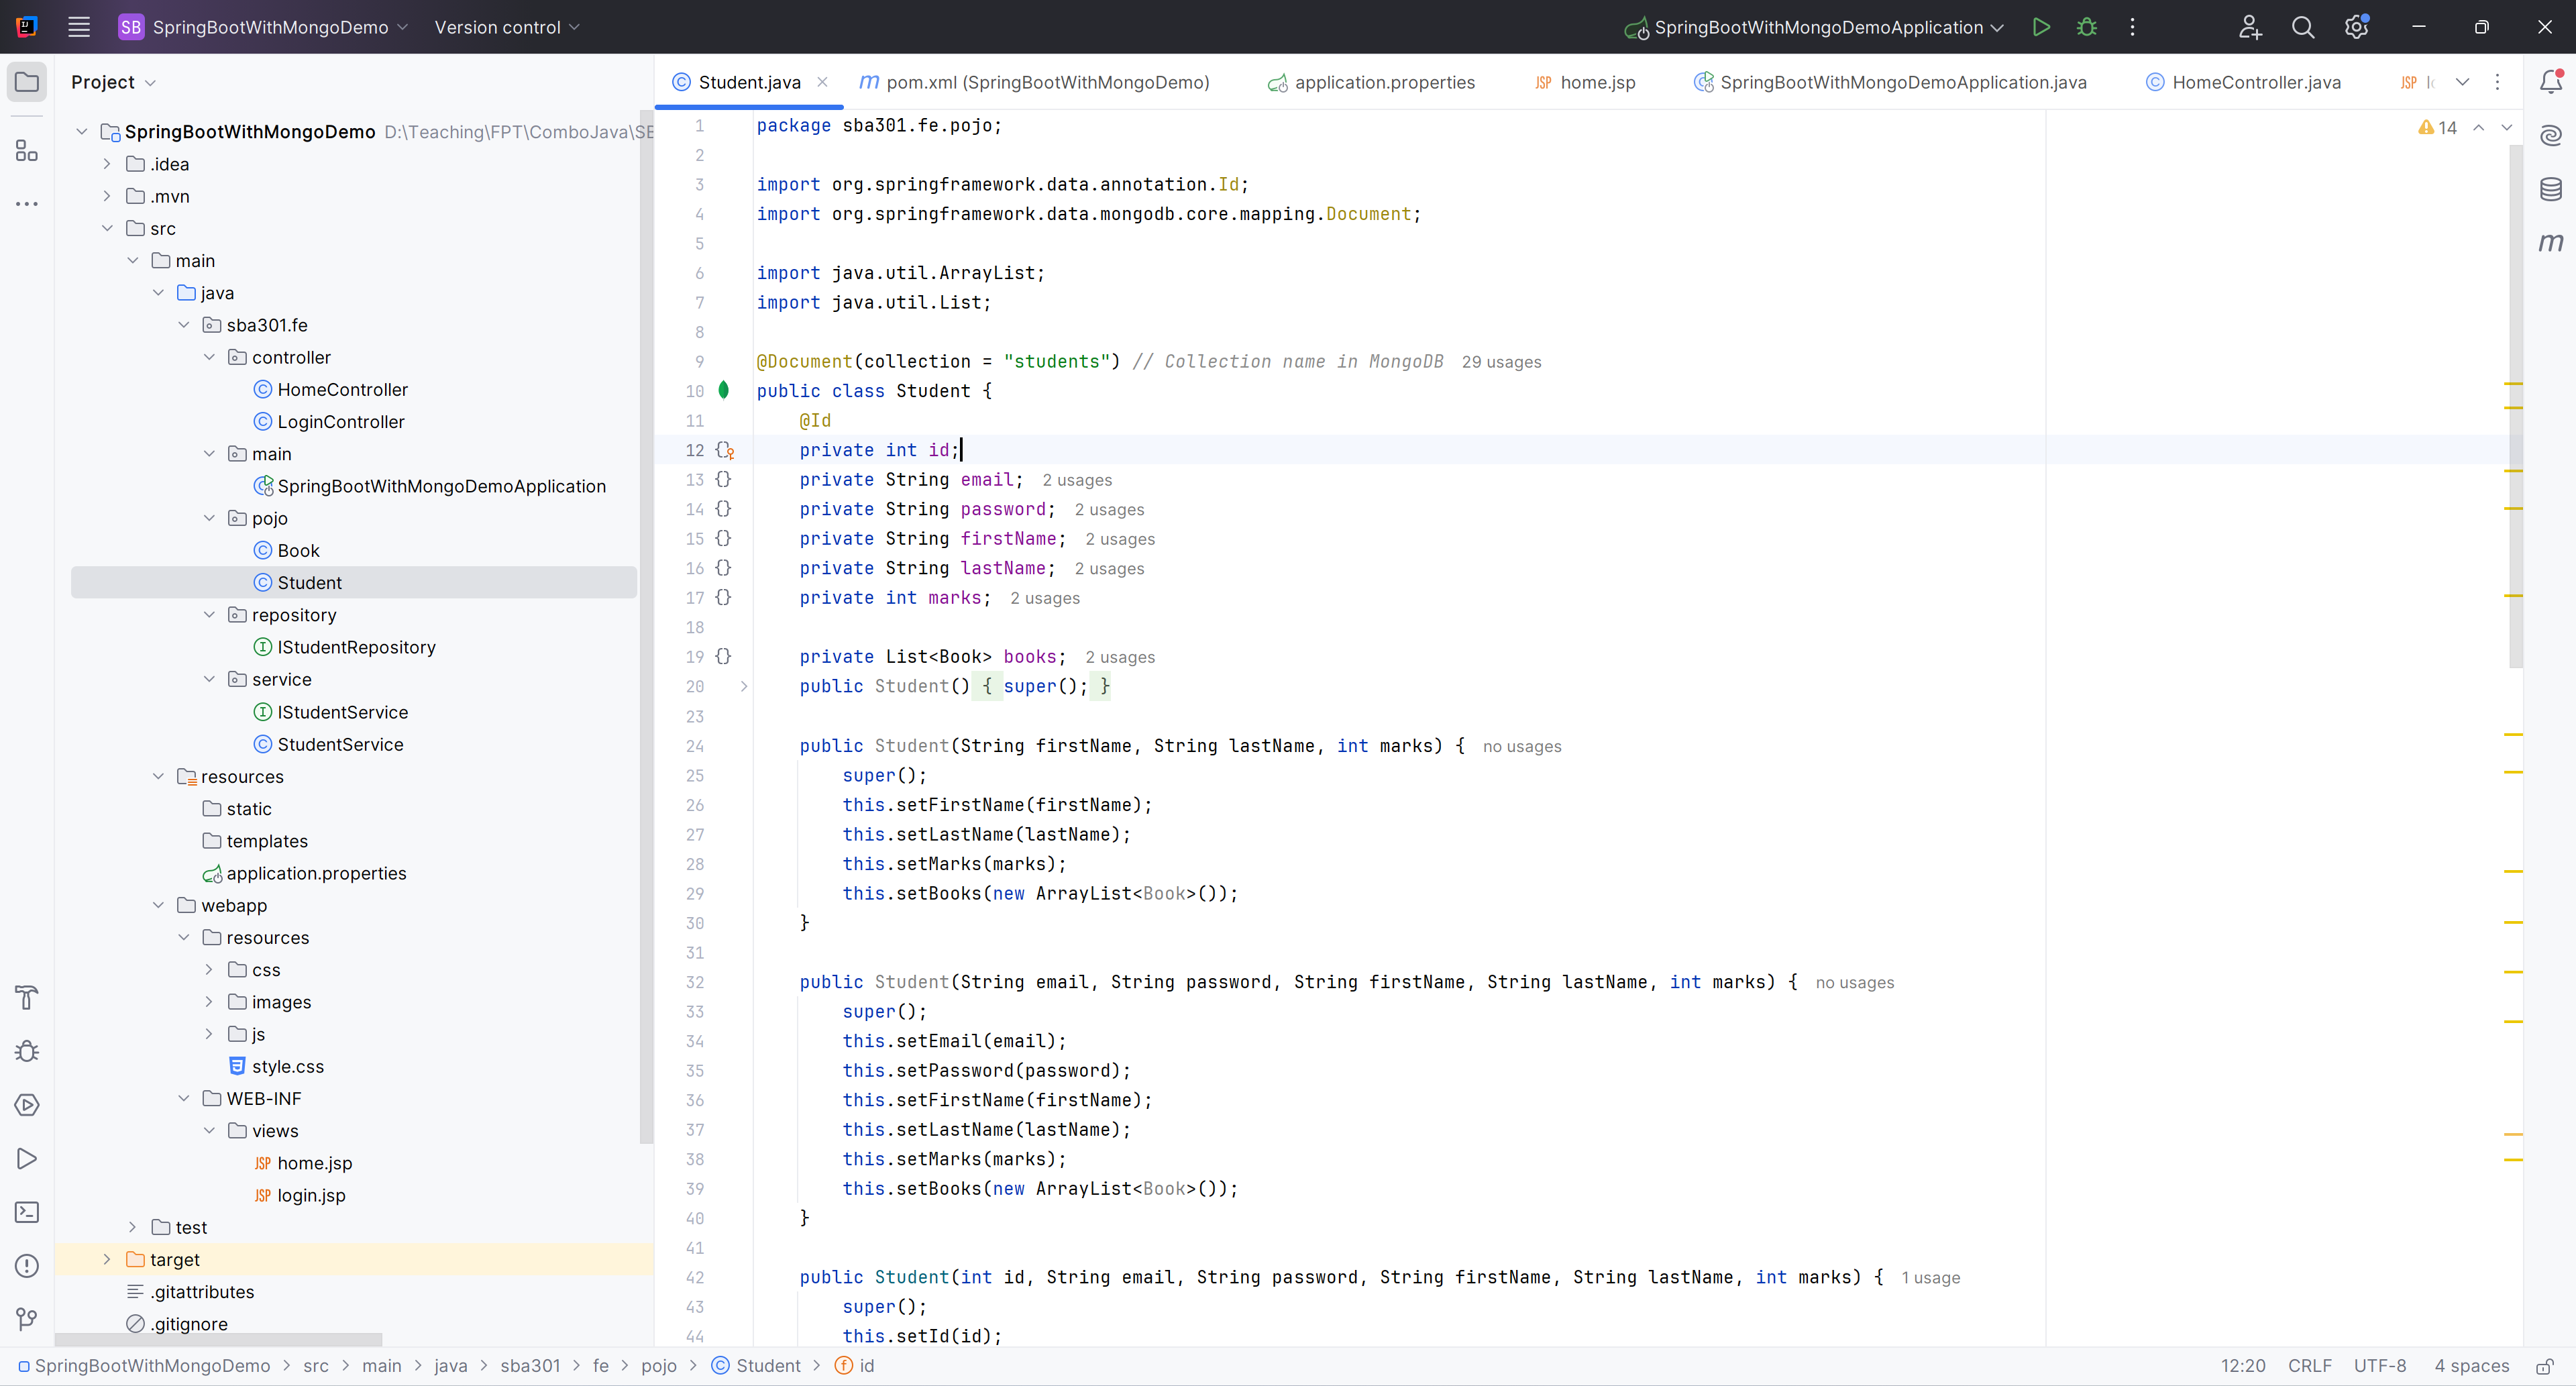 SB SpringBootWithMongoDemo Version control SpringBootWithMongoDemoApplication
Project
SpringBootWithMongoDemo D:\Teaching\FPT\ComboJava\SE
.idea
.mvn
src
main
java
sba301.fe
controller
HomeController
LoginController
main
SpringBootWithMongoDemoApplication
pojo
Book
Student
repository
IStudentRepository
service
IStudentService
StudentService
resources
static
templates
application.properties
webapp
resources
css
images
js
style.css
WEB-INF
views
JSP home.jsp
JSP login.jsp
test
target
.gitattributes
.gitignore
Student.java m pom.xml (SpringBootWithMongoDemo) application.properties JSP home.jsp SpringBootWithMongoDemoApplication.java HomeController.java JSP
14
1 package sba301.fe.pojo;
2
3 import org.springframework.data.annotation.Id;
4 import org.springframework.data.mongodb.core.mapping.Document;
5
6 import java.util.ArrayList;
7 import java.util.List;
8
9 @Document(collection = "students") // Collection name in MongoDB 29 usages
10 public class Student {
11 @Id
12 private int id;
13 private String email; 2 usages
14 private String password; 2 usages
15 private String firstName; 2 usages
16 private String lastName; 2 usages
17 private int marks; 2 usages
18
19 private List<Book> books; 2 usages
20 public Student() { super(); }
23
24 public Student(String firstName, String lastName, int marks) { no usages
25 super();
26 this.setFirstName(firstName);
27 this.setLastName(lastName);
28 this.setMarks(marks);
29 this.setBooks(new ArrayList<Book>());
30 }
31
32 public Student(String email, String password, String firstName, String lastName, int marks) { no usages
33 super();
34 this.setEmail(email);
35 this.setPassword(password);
36 this.setFirstName(firstName);
37 this.setLastName(lastName);
38 this.setMarks(marks);
39 this.setBooks(new ArrayList<Book>());
40 }
41
42 public Student(int id, String email, String password, String firstName, String lastName, int marks) { 1 usage
43 super();
44 this.setId(id);
m
SpringBootWithMongoDemo > src > main > java > sba301 > fe > pojo > Student > id
12:20 CRLF UTF-8 4 spaces